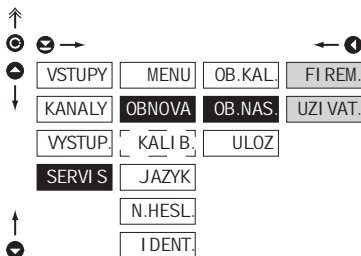 VSTUPY MENU OB.KAL. FIREM.
KANALY OBNOVA OB.NAS. UZIVAT.
VYSTUP. KALIB. ULOZ
SERVIS JAZYK
N.HESL.
IDENT.